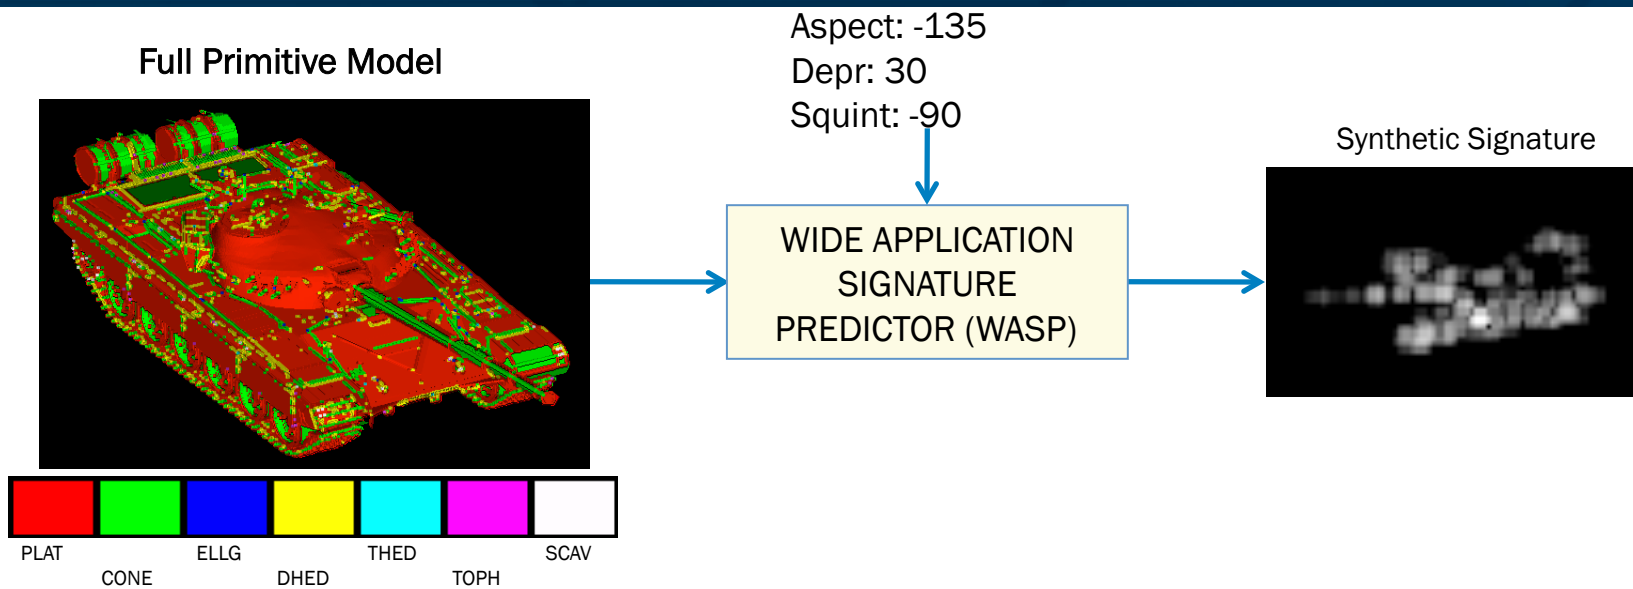 Full Primitive Model
Aspect: -135
Depr: 30
Squint: -90
WIDE APPLICATION
SIGNATURE
PREDICTOR (WASP)
Synthetic Signature
PLAT
CONE
ELLG
DHED
THED
TOPH
SCAV